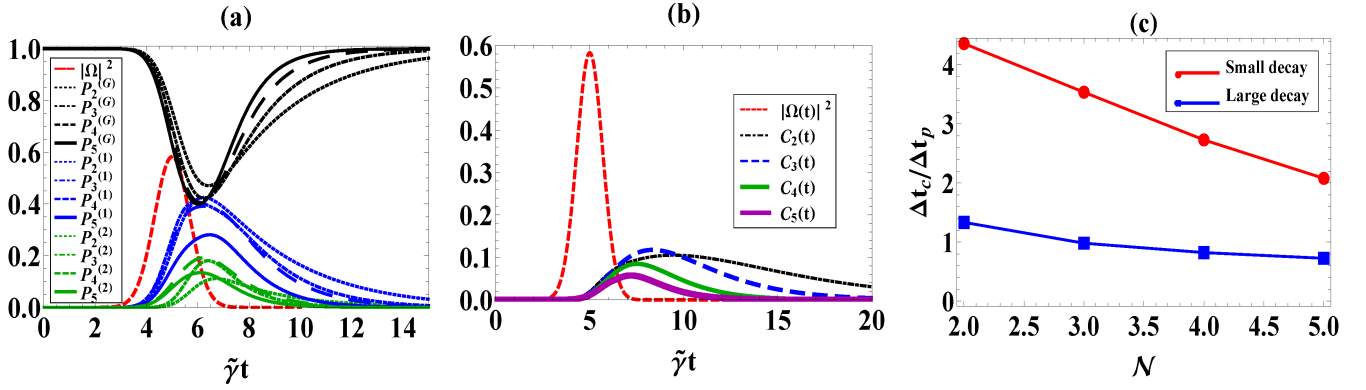 (a)
1.0
0.8
0.6
0.4
0.2
0.0
|Ω|²
P₂⁽ᴳ⁾
P₃⁽ᴳ⁾
P₄⁽ᴳ⁾
P₅⁽ᴳ⁾
P₂⁽¹⁾
P₃⁽¹⁾
P₄⁽¹⁾
P₅⁽¹⁾
P₂⁽²⁾
P₃⁽²⁾
P₄⁽²⁾
P₅⁽²⁾
0 2 4 6 8 10 12 14
γ̃t
(b)
0.6
0.5
0.4
0.3
0.2
0.1
0.0
|Ω(t)|²
C₂(t)
C₃(t)
C₄(t)
C₅(t)
0 5 10 15 20
γ̃t
(c)
Δt_c/Δt_p
4
3
2
1
0
Small decay
Large decay
2.0 2.5 3.0 3.5 4.0 4.5 5.0
𝒩